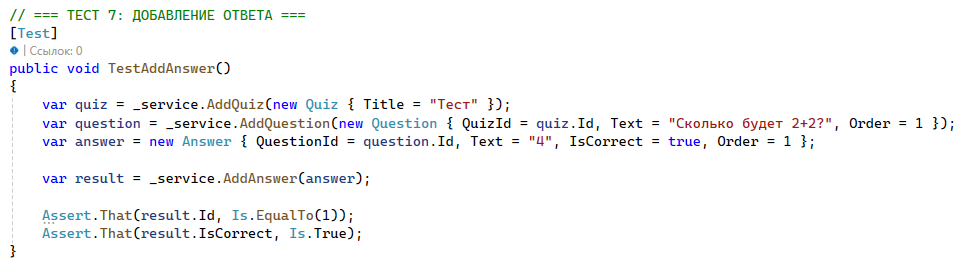 // === ТЕСТ 7: ДОБАВЛЕНИЕ ОТВЕТА ===
[Test]
| Ссылок: 0
public void TestAddAnswer()
{
    var quiz = _service.AddQuiz(new Quiz { Title = "Тест" });
    var question = _service.AddQuestion(new Question { QuizId = quiz.Id, Text = "Сколько будет 2+2?", Order = 1 });
    var answer = new Answer { QuestionId = question.Id, Text = "4", IsCorrect = true, Order = 1 };

    var result = _service.AddAnswer(answer);

    Assert.That(result.Id, Is.EqualTo(1));
    Assert.That(result.IsCorrect, Is.True);
}